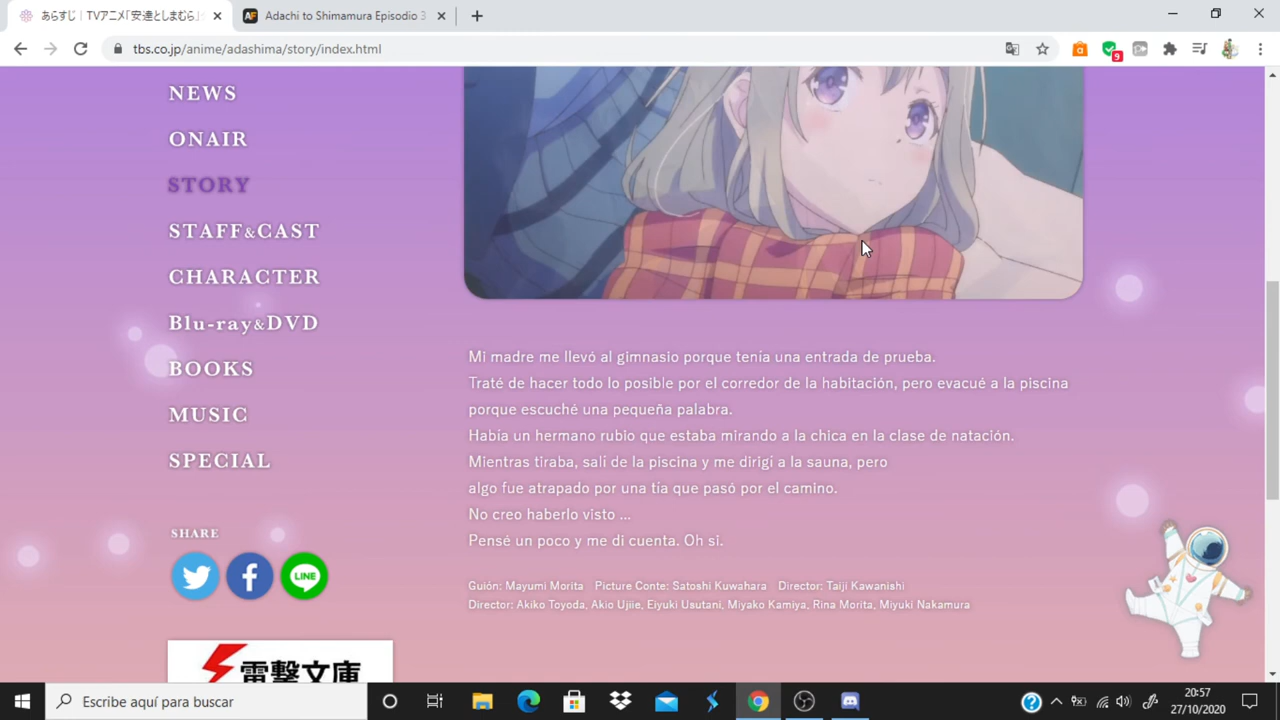 あらすじ | TVアニメ「安達としまむら」
Adachi to Shimamura Episodio 3
tbs.co.jp/anime/adashima/story/index.html
9
NEWS
ONAIR
STORY
STAFF&CAST
CHARACTER
Blu-ray&DVD
BOOKS
MUSIC
SPECIAL
SHARE
LINE
電撃文庫
Mi madre me llevó al gimnasio porque tenía una entrada de prueba.
Traté de hacer todo lo posible por el corredor de la habitación, pero evacué a la piscina
porque escuché una pequeña palabra.
Había un hermano rubio que estaba mirando a la chica en la clase de natación.
Mientras tiraba, salí de la piscina y me dirigí a la sauna, pero
algo fue atrapado por una tía que pasó por el camino.
No creo haberlo visto ...
Pensé un poco y me di cuenta. Oh si.
Guión: Mayumi Morita Picture Conte: Satoshi Kuwahara Director: Taiji Kawanishi
Director: Akiko Toyoda, Akio Ujiie, Eiyuki Usutani, Miyako Kamiya, Rina Morita, Miyuki Nakamura
Escribe aquí para buscar
20:57
27/10/2020